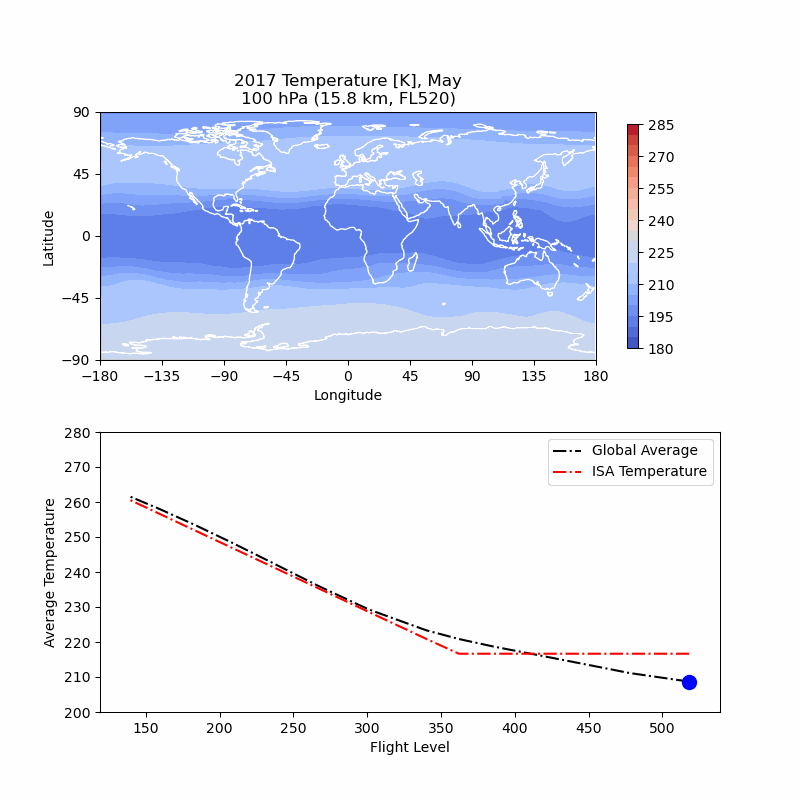 2017 Temperature [K], May
100 hPa (15.8 km, FL520)
90
45
0
−45
−90
Latitude
−180 −135 −90 −45 0 45 90 135 180
Longitude
285
270
255
240
225
210
195
180
280
270
260
250
240
230
220
210
200
Average Temperature
Global Average
ISA Temperature
150 200 250 300 350 400 450 500
Flight Level